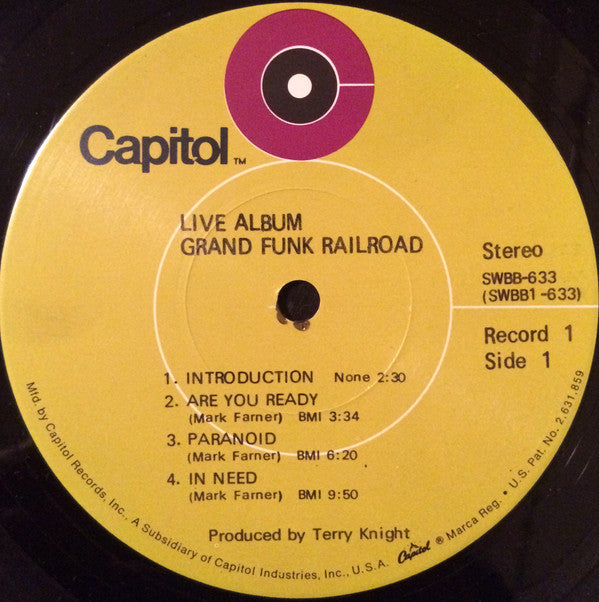 Capitol TM
LIVE ALBUM
GRAND FUNK RAILROAD
Stereo
SWBB-633
(SWBB1-633)
Record 1
Side 1
1. INTRODUCTION None 2:30
2. ARE YOU READY
(Mark Farner) BMI 3:34
3. PARANOID
(Mark Farner) BMI 6:20
4. IN NEED
(Mark Farner) BMI 9:50
Produced by Terry Knight
Mfd. by Capitol Records, Inc., A Subsidiary of Capitol Industries, Inc., U.S.A. Capitol ® Marca Reg. • U.S. Pat. No. 2,631,859